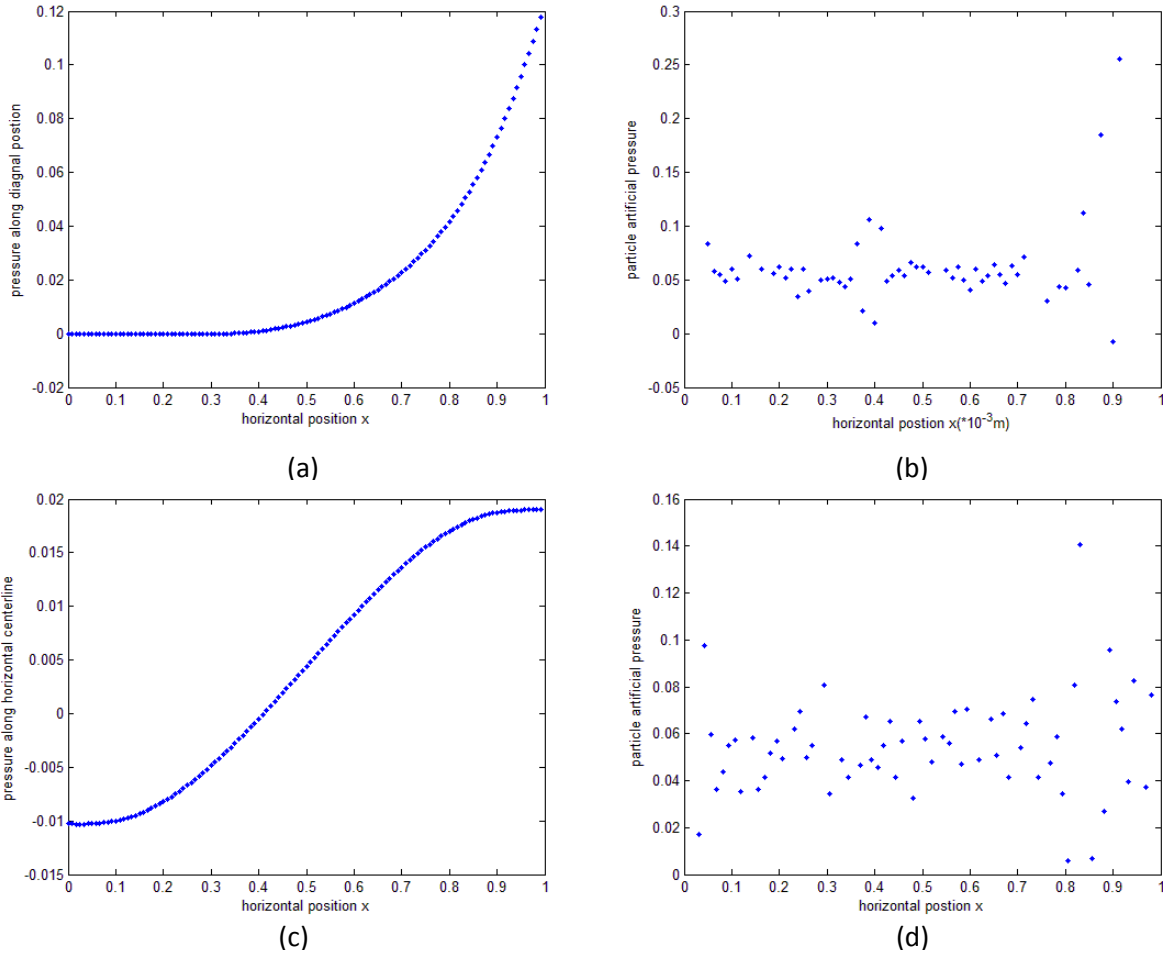 0.12
0.1
0.08
0.06
0.04
0.02
0
-0.02
pressure along diagnal postion
0 0.1 0.2 0.3 0.4 0.5 0.6 0.7 0.8 0.9 1
horizontal position x
(a)
0.3
0.25
0.2
0.15
0.1
0.05
0
-0.05
particle artificial pressure
0 0.1 0.2 0.3 0.4 0.5 0.6 0.7 0.8 0.9 1
horizontal postion x(*10-3m)
(b)
0.02
0.015
0.01
0.005
0
-0.005
-0.01
-0.015
pressure along horizontal centerline
0 0.1 0.2 0.3 0.4 0.5 0.6 0.7 0.8 0.9 1
horizontal position x
(c)
0.16
0.14
0.12
0.1
0.08
0.06
0.04
0.02
0
particle artificial pressure
0 0.1 0.2 0.3 0.4 0.5 0.6 0.7 0.8 0.9 1
horizontal postion x
(d)